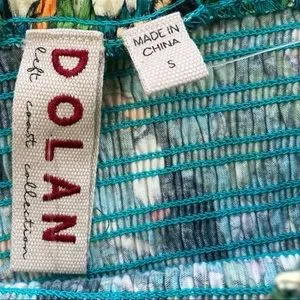 DOLAN
left coast collection
MADE IN
CHINA
S